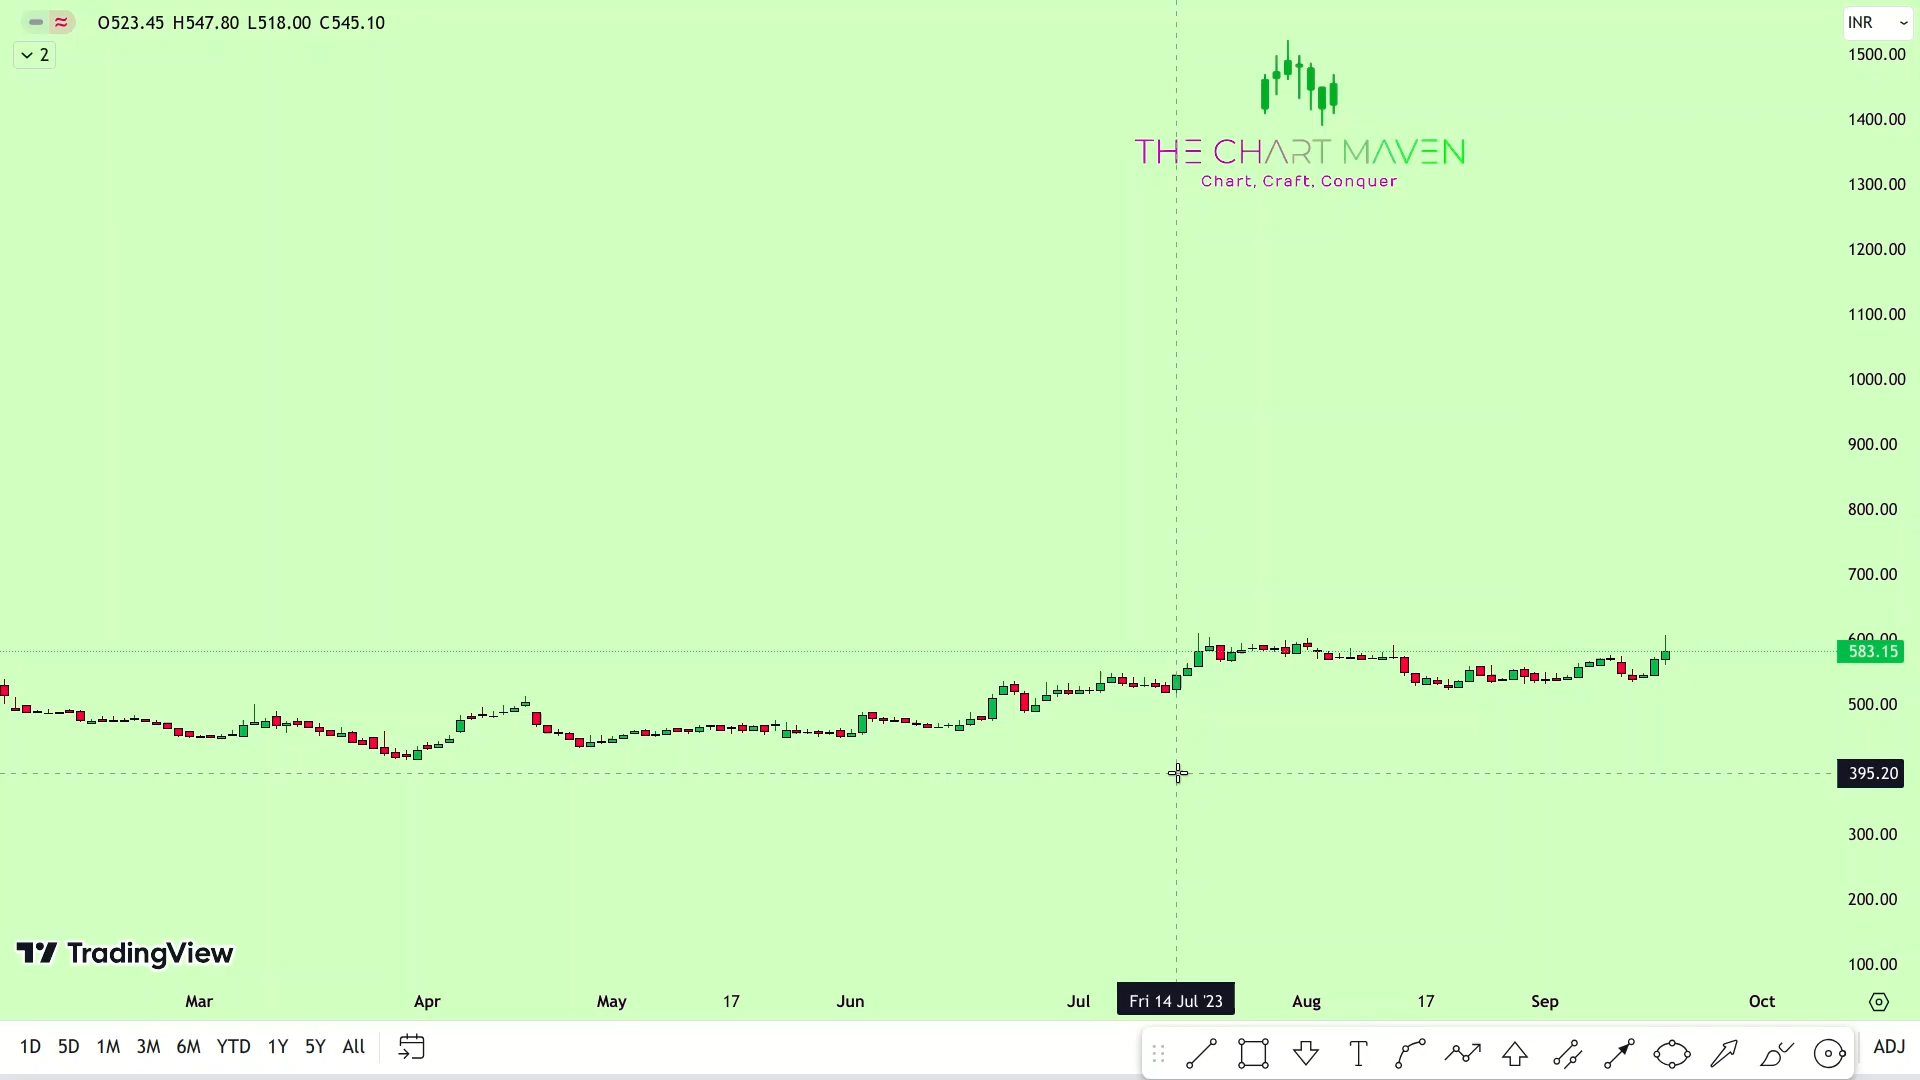 O523.45 H547.80 L518.00 C545.10
INR
2
THE CHART MAVEN
Chart, Craft, Conquer
1500.00
1400.00
1300.00
1200.00
1100.00
1000.00
900.00
800.00
700.00
600.00
583.15
500.00
395.20
300.00
200.00
100.00
TradingView
Mar Apr May 17 Jun Jul Fri 14 Jul '23 Aug 17 Sep Oct
1D 5D 1M 3M 6M YTD 1Y 5Y All
T
ADJ